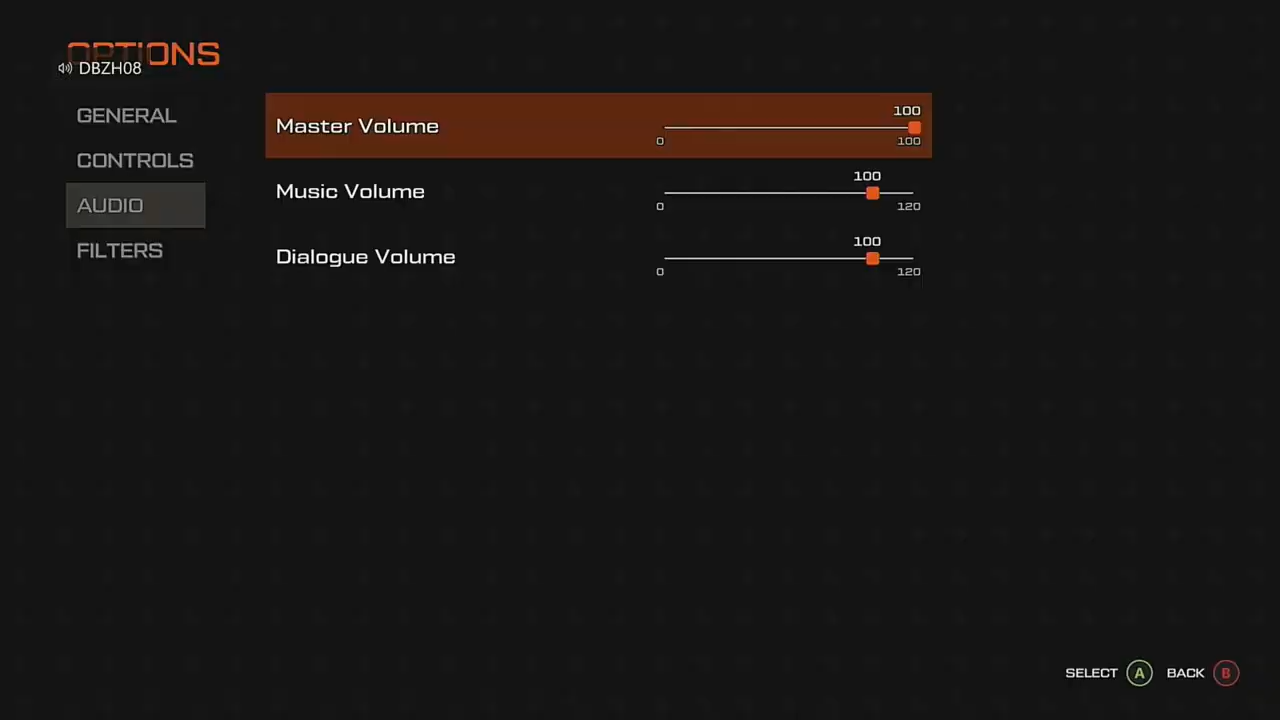 OPTIONS
DBZH08
GENERAL
CONTROLS
AUDIO
FILTERS
Master Volume
100
0
100
Music Volume
100
0
120
Dialogue Volume
100
0
120
SELECT A BACK B